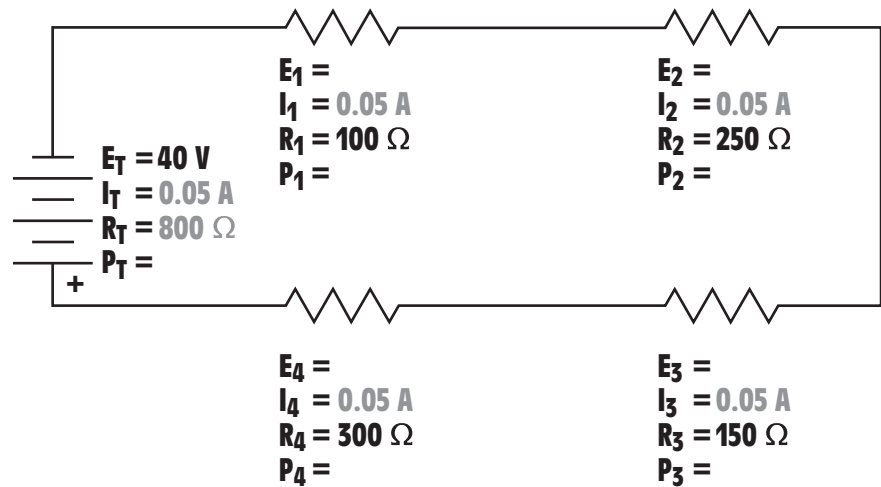 E1 =
I1 = 0.05 A
R1 = 100 Ω
P1 =
E2 =
I2 = 0.05 A
R2 = 250 Ω
P2 =
ET = 40 V
IT = 0.05 A
RT = 800 Ω
PT =
+
E4 =
I4 = 0.05 A
R4 = 300 Ω
P4 =
E3 =
I3 = 0.05 A
R3 = 150 Ω
P3 =